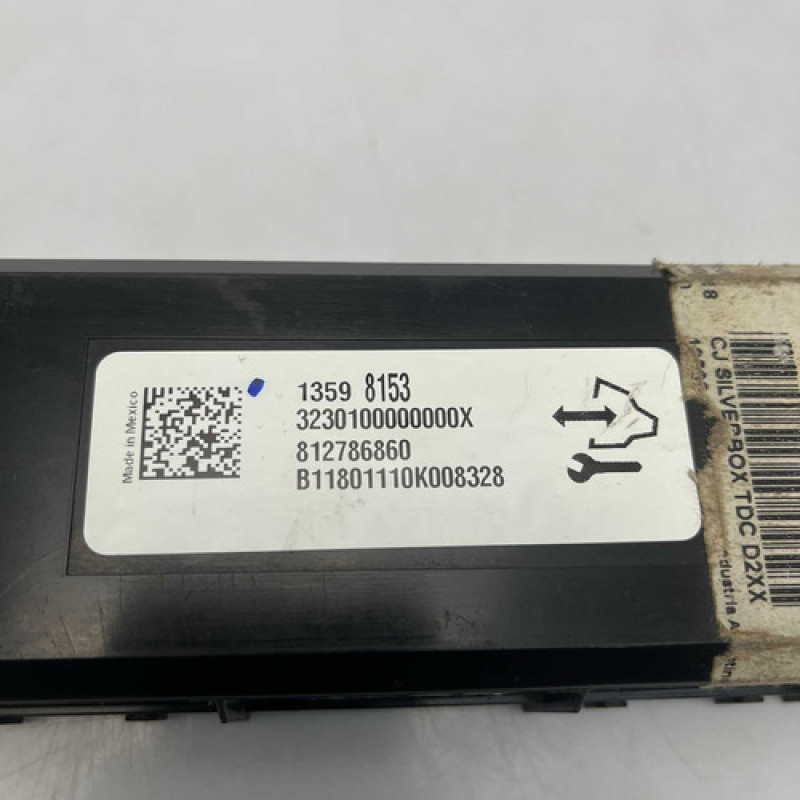 Made in Mexico
1359 8153
3230100000000X
812786860
B11801110K008328
CJ SILVERBOX TDC D2XX